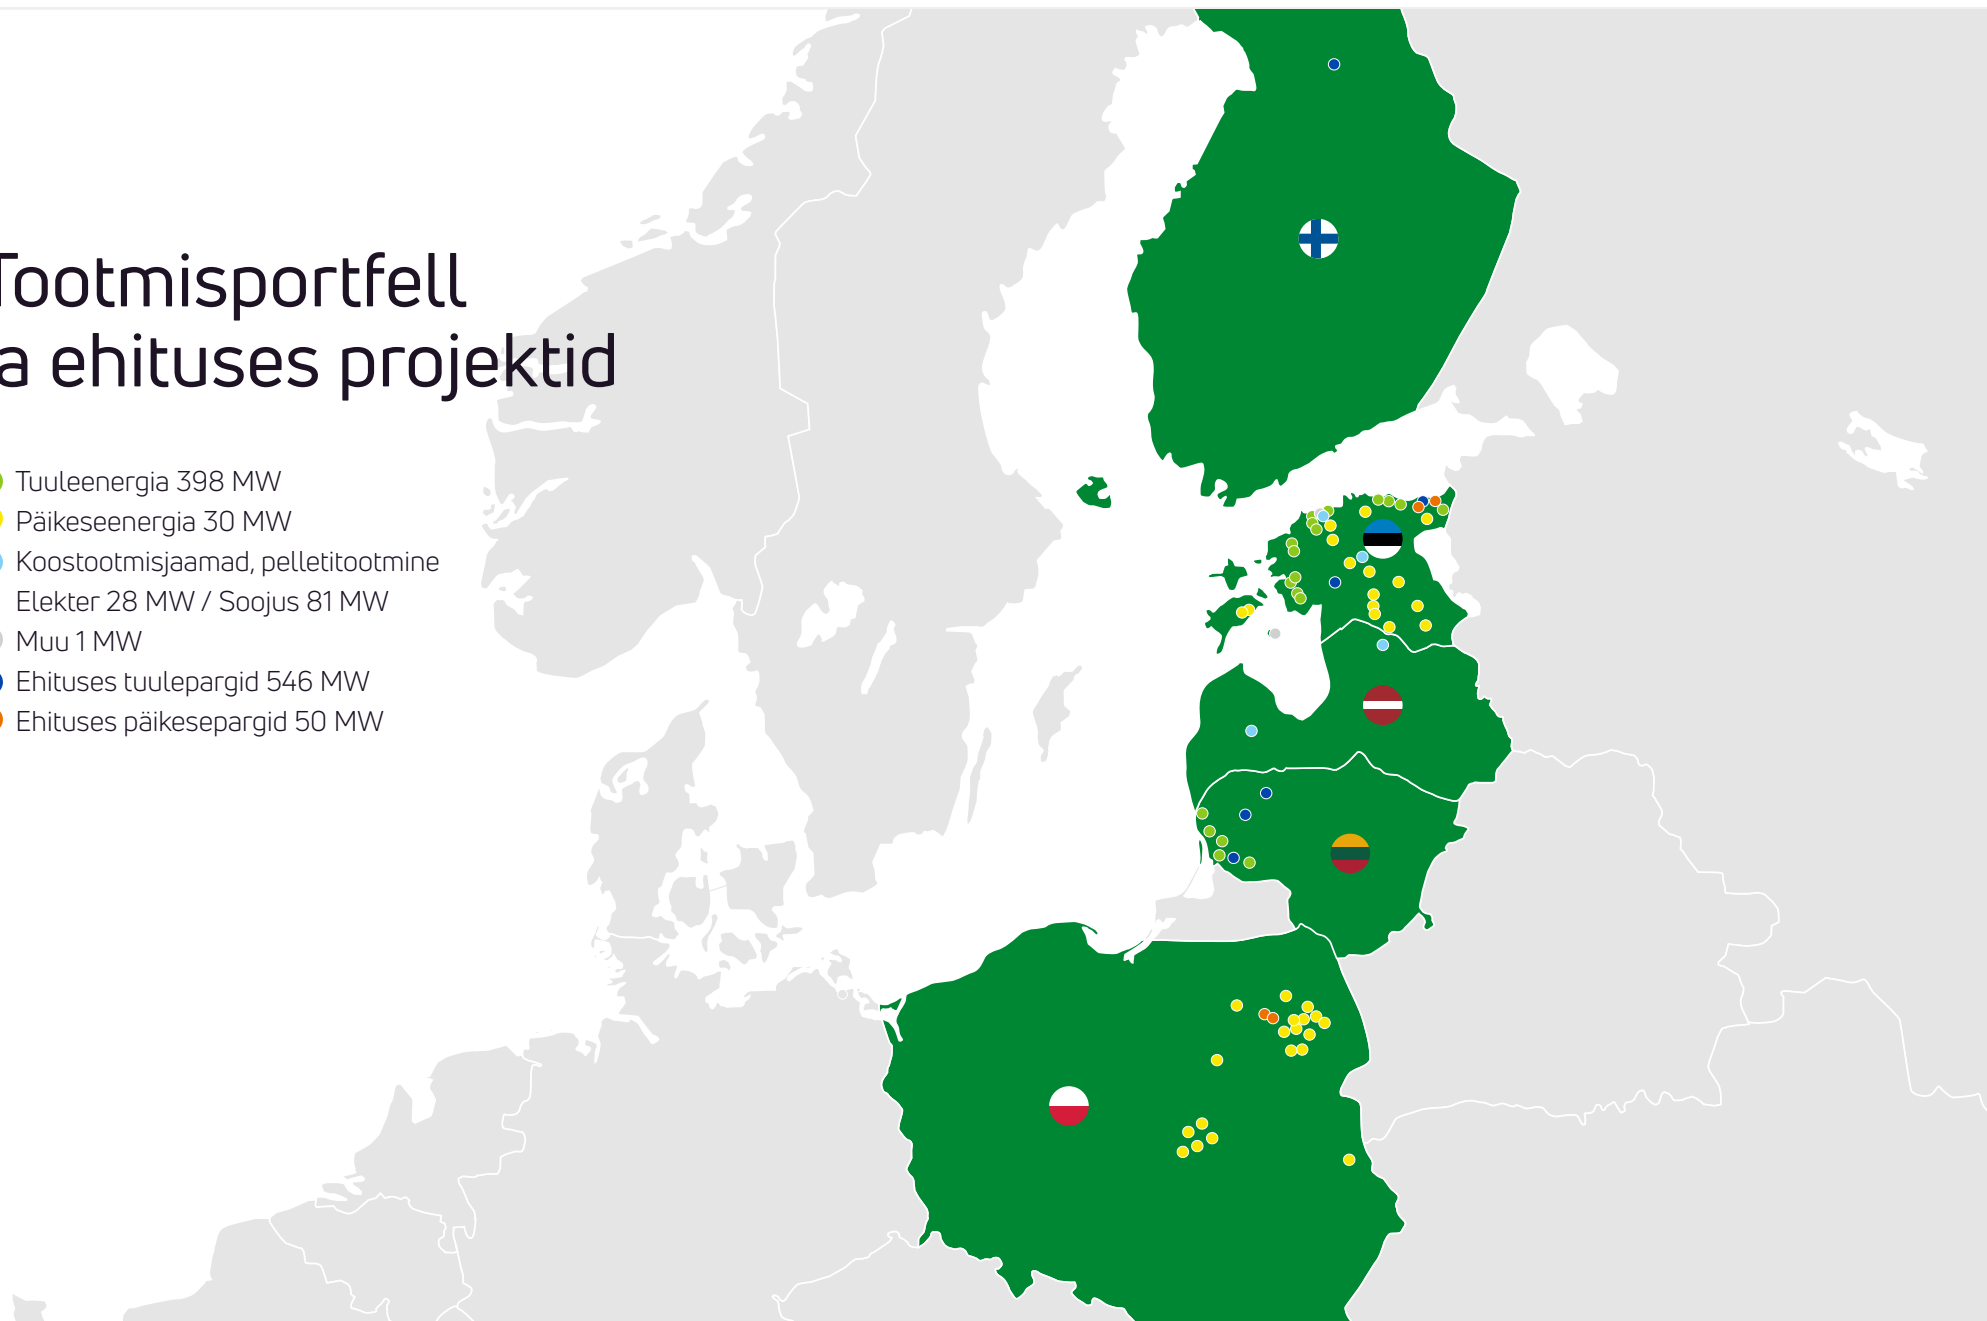 Tootmisportfell
a ehituses projektid
Tuuleenergia 398 MW
Päikeseenergia 30 MW
Koostootmisjaamad, pelletitootmine
Elekter 28 MW / Soojus 81 MW
Muu 1 MW
Ehituses tuulepargid 546 MW
Ehituses päikesepargid 50 MW